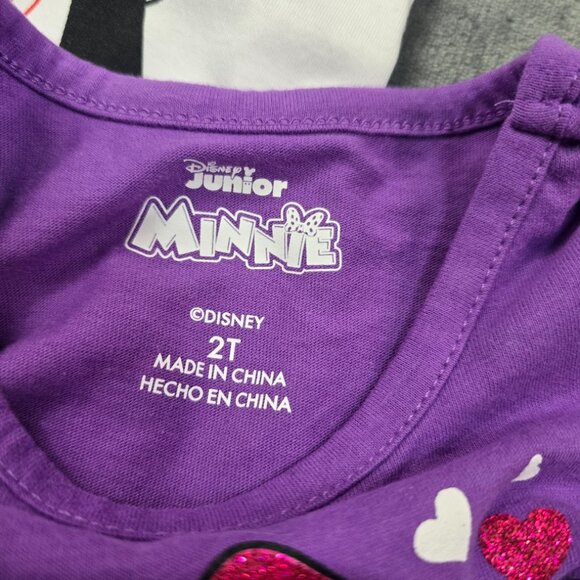 Disney
Junior
MINNIE
©DISNEY
2T
MADE IN CHINA
HECHO EN CHINA